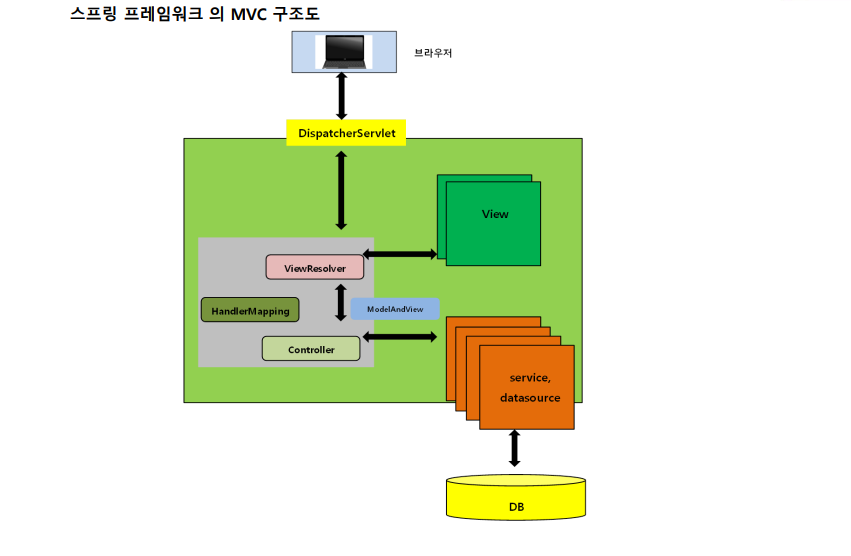 스프링 프레임워크 의 MVC 구조도
브라우저
DispatcherServlet
View
ViewResolver
HandlerMapping
ModelAndView
Controller
service,
datasource
DB